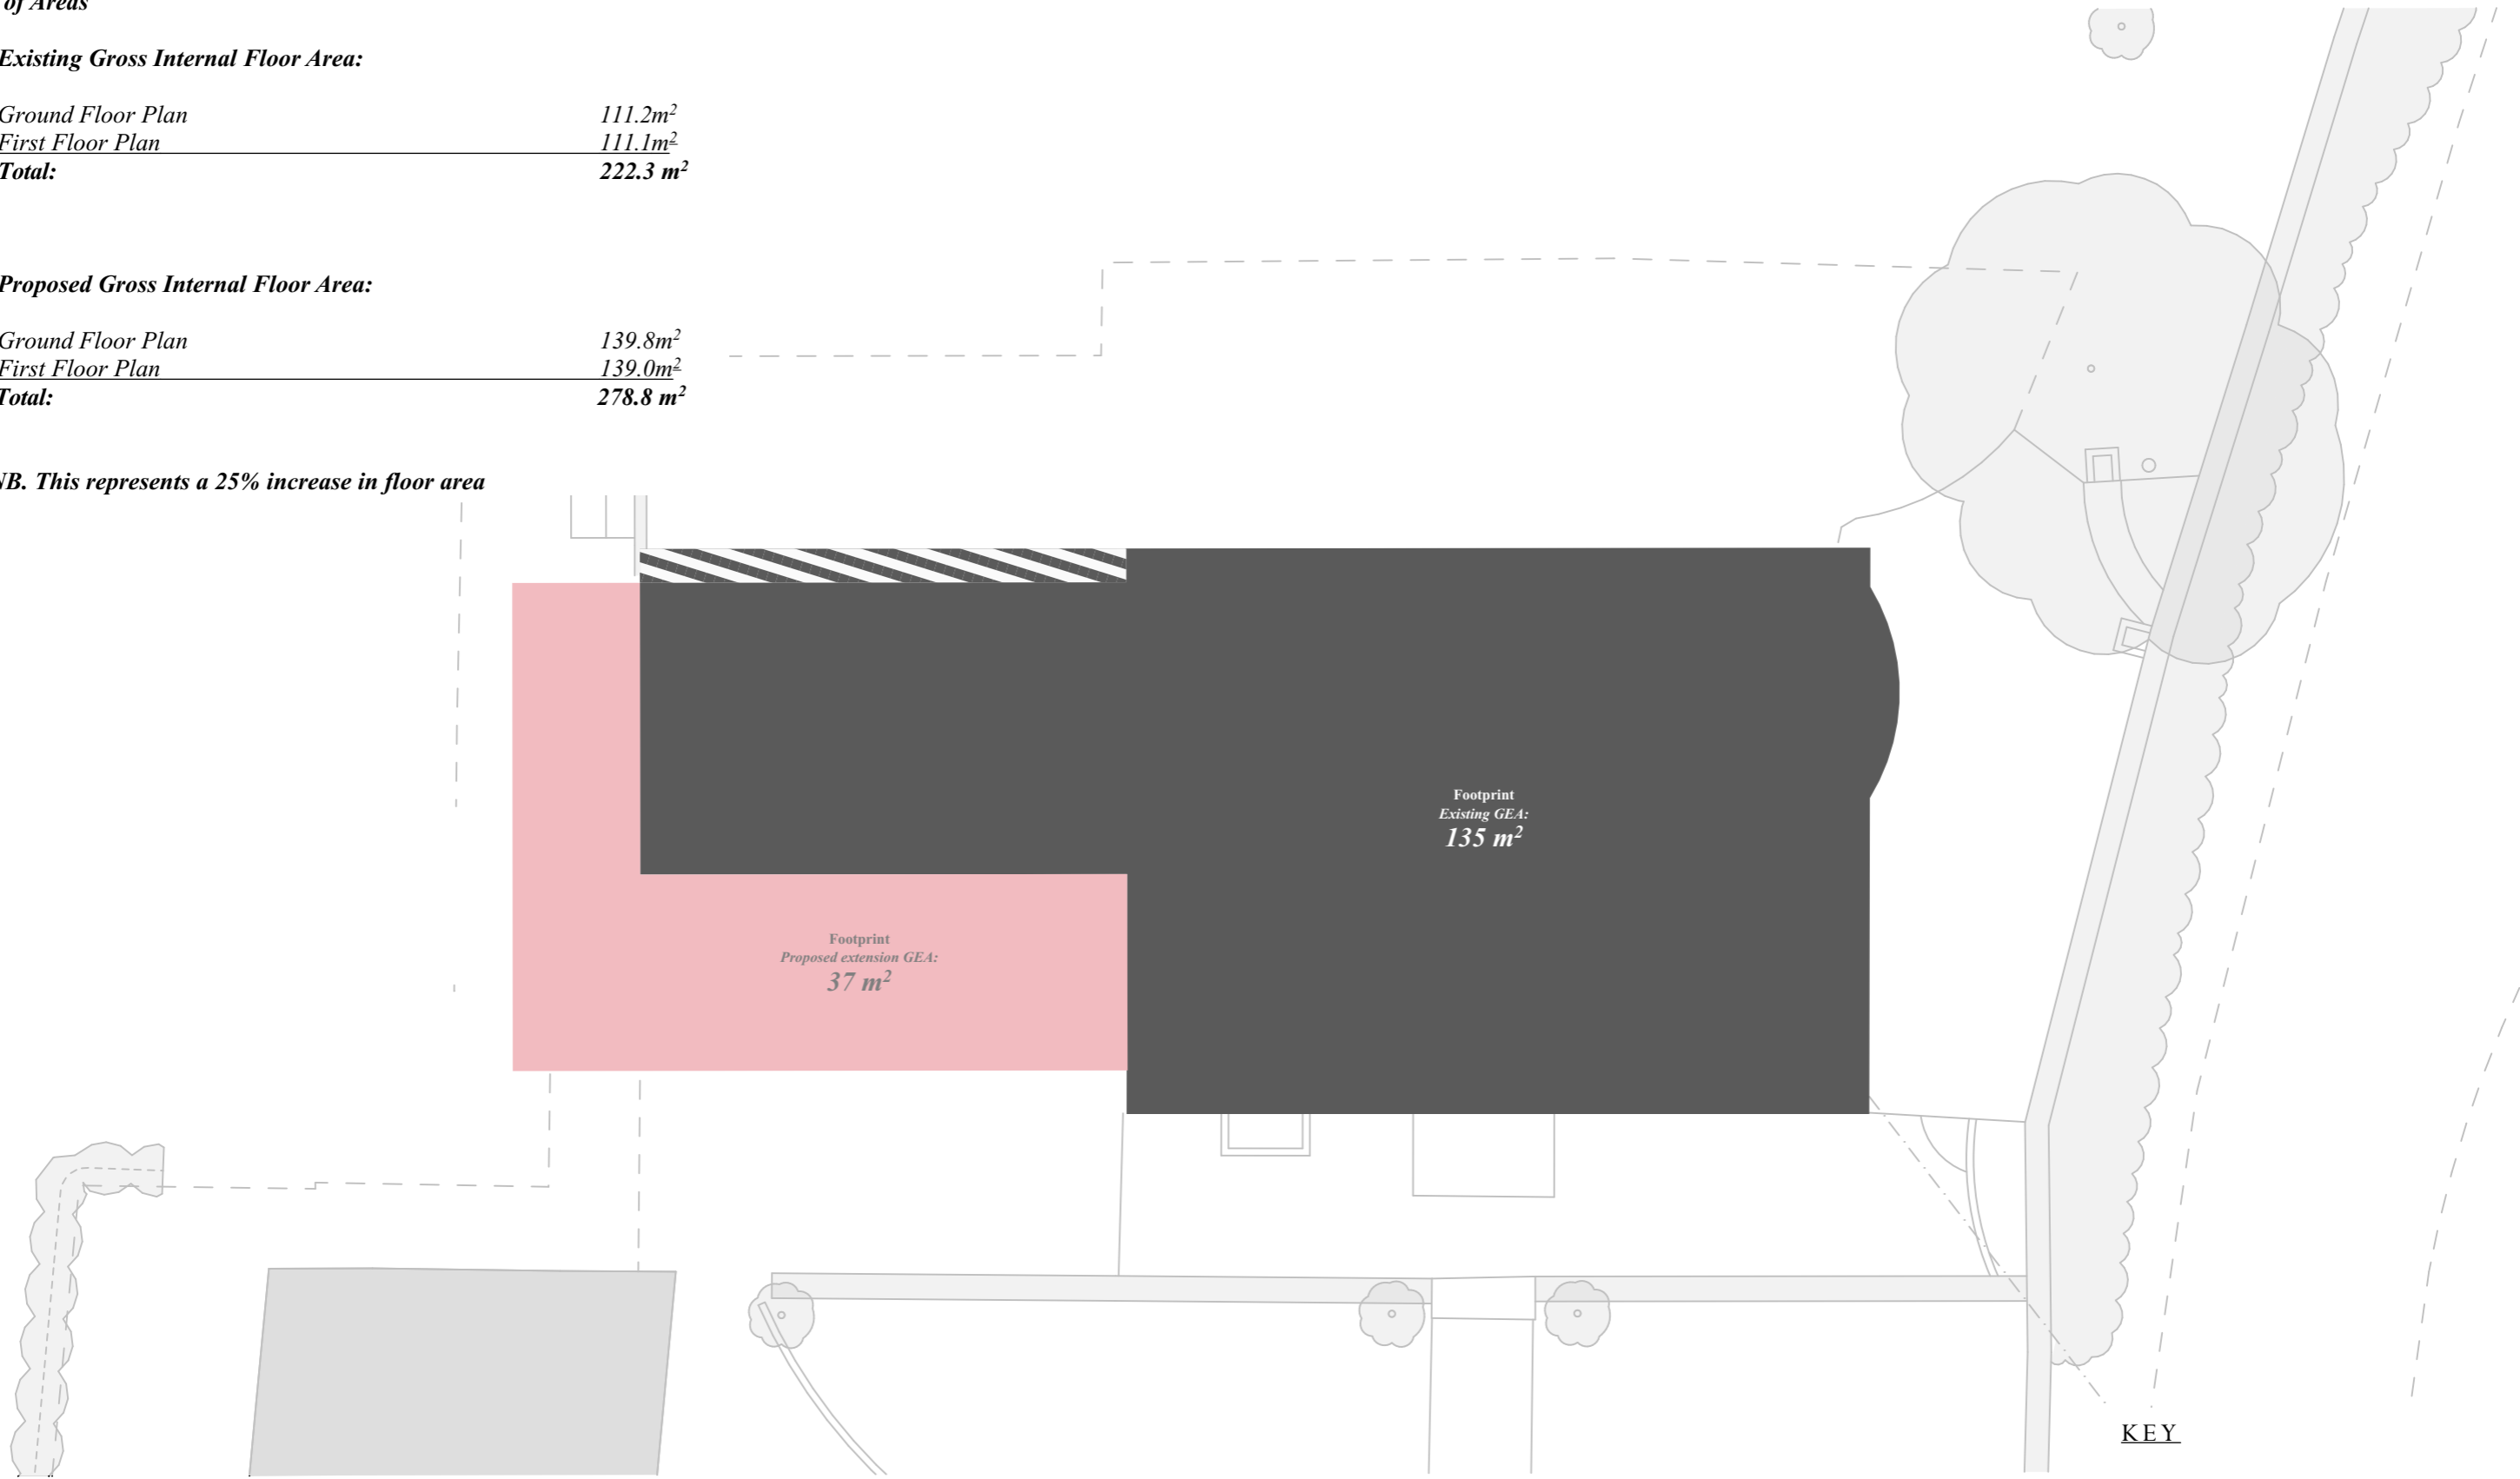 of Areas
Existing Gross Internal Floor Area:
Ground Floor Plan 111.2m²
First Floor Plan 111.1m²
Total: 222.3 m²
Proposed Gross Internal Floor Area:
Ground Floor Plan 139.8m²
First Floor Plan 139.0m²
Total: 278.8 m²
NB. This represents a 25% increase in floor area
Footprint
Existing GEA:
135 m²
Footprint
Proposed extension GEA:
37 m²
KEY